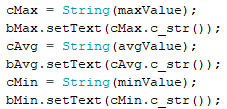 cMax = String(maxValue);
bMax.setText(cMax.c_str());
cAvg = String(avgValue);
bAvg.setText(cAvg.c_str());
cMin = String(minValue);
bMin.setText(cMin.c_str());